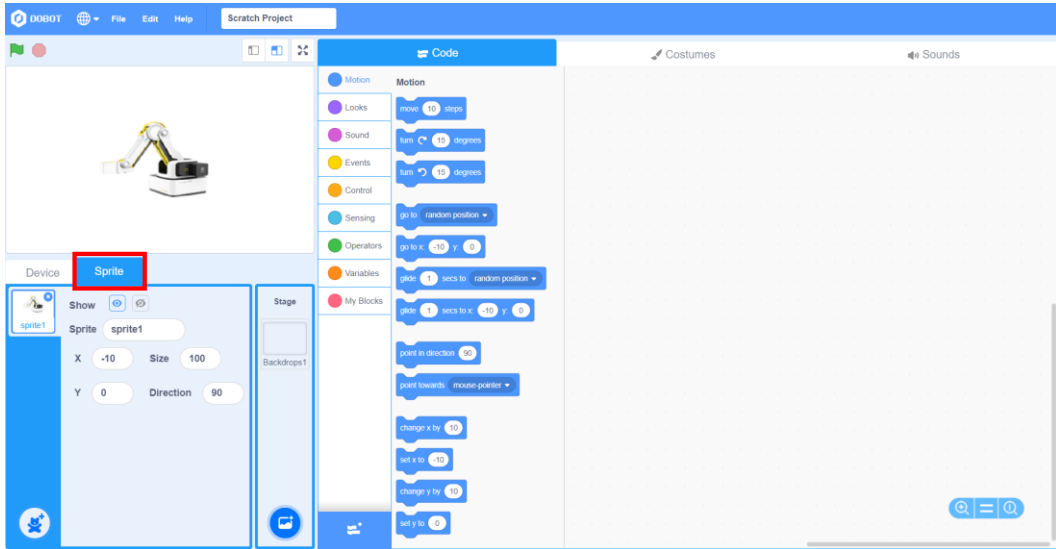 DOBOT File Edit Help Scratch Project
Code Costumes Sounds
Motion
Looks
Sound
Events
Control
Sensing
Operators
Variables
My Blocks
Motion
move 10 steps
turn 15 degrees
turn 15 degrees
go to random position
go to x: -10 y: 0
glide 1 secs to random position
glide 1 secs to x: -10 y: 0
point in direction 90
point towards mouse-pointer
change x by 10
set x to -10
change y by 10
set y to 0
Device Sprite
sprite1
Show
Sprite sprite1
X -10 Size 100
Y 0 Direction 90
Stage
Backdrops1